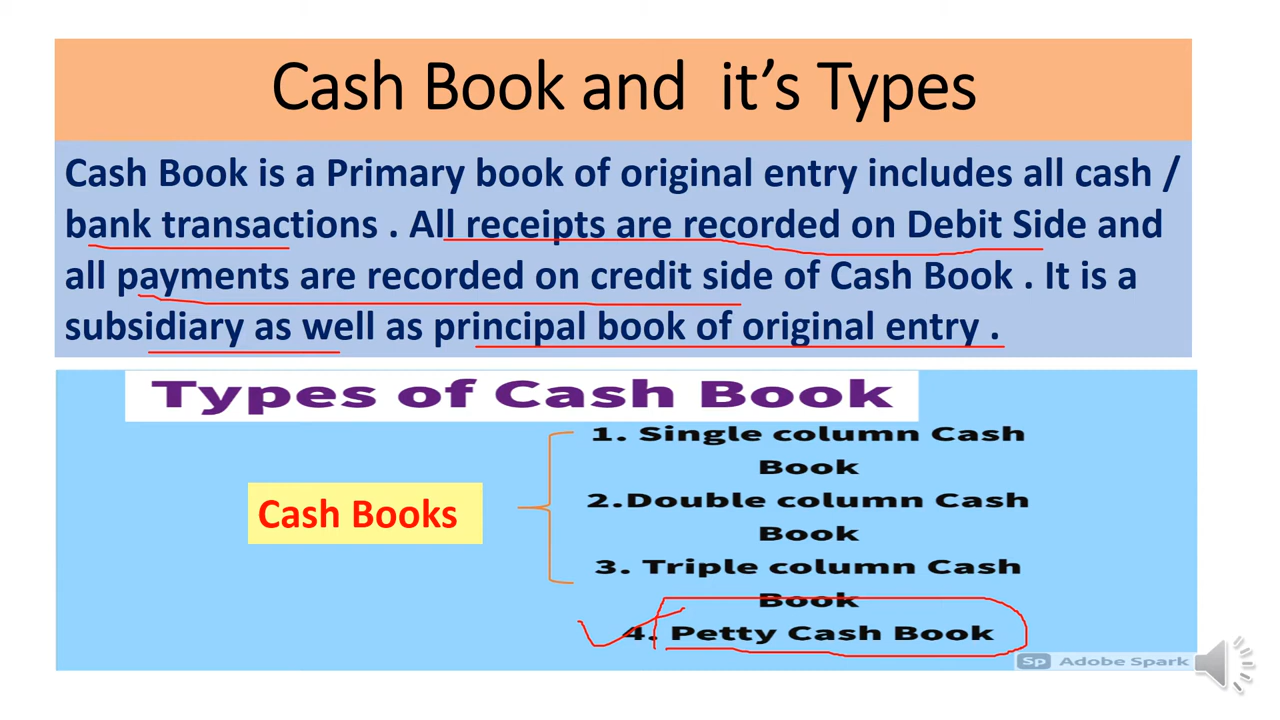 Cash Book and it’s Types
Cash Book is a Primary book of original entry includes all cash /
bank transactions . All receipts are recorded on Debit Side and
all payments are recorded on credit side of Cash Book . It is a
subsidiary as well as principal book of original entry .
Types of Cash Book
Cash Books
1. Single column Cash
Book
2.Double column Cash
Book
3. Triple column Cash
Book
4. Petty Cash Book
Sp Adobe Spark